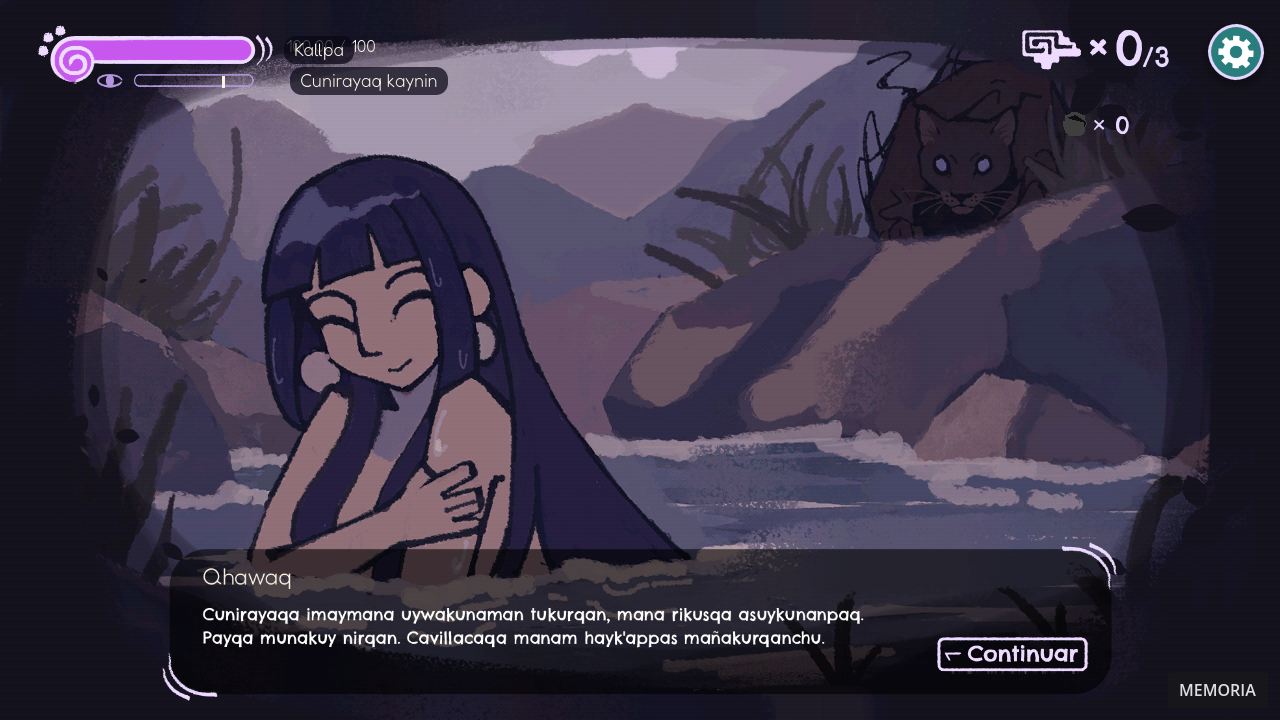 Kallpa 100
Cunirayaq kaynin
× 0/3
× 0
Qhawaq
Cunirayaqa imaymana uywakunaman tukurqan, mana rikusqa asuykunanpaq.
Payqa munakuy nirqan. Cavillacaqa manam hayk'appas mañakurqanchu.
Continuar
MEMORIA